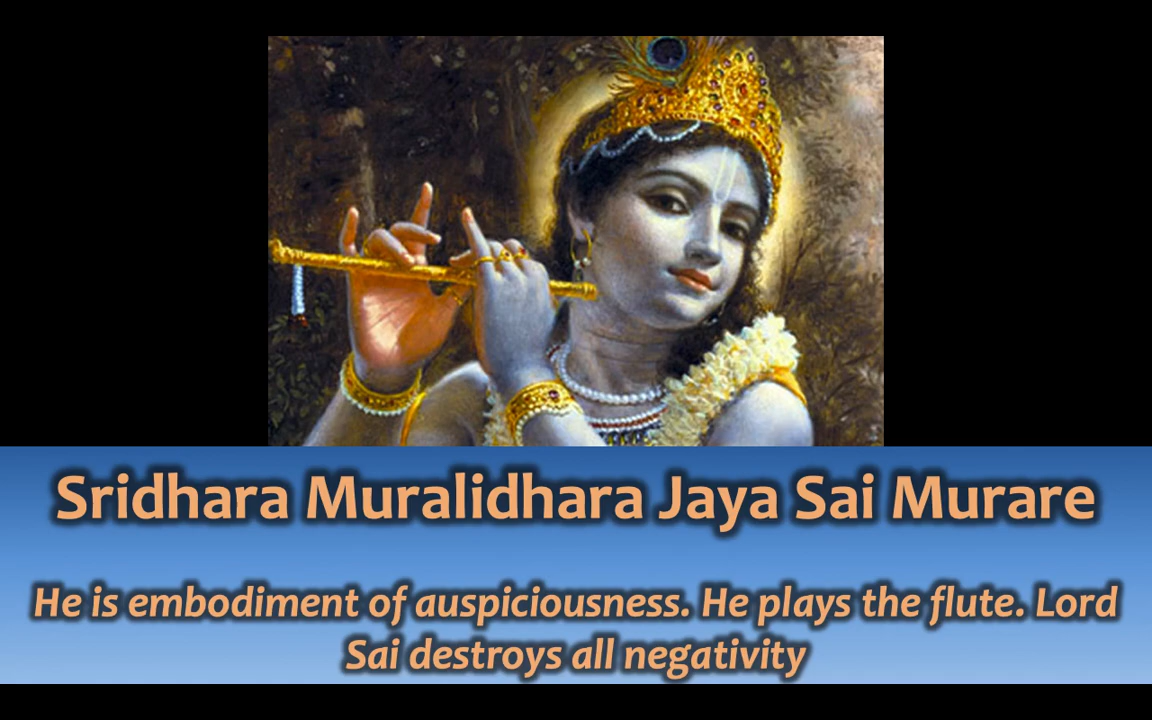 Sridhara Muralidhara Jaya Sai Murare
He is embodiment of auspiciousness. He plays the flute. Lord
Sai destroys all negativity